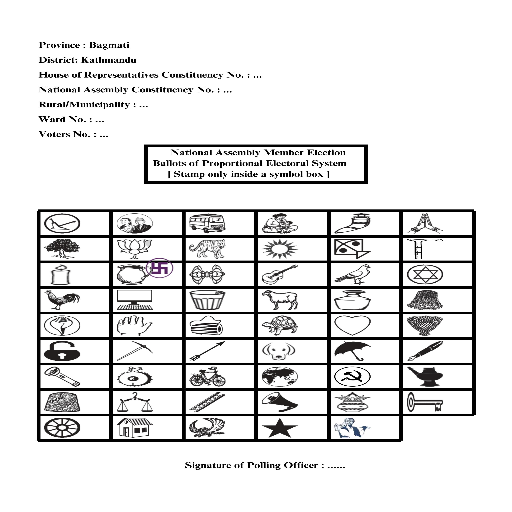 Province : Bagmati
District: Kathmandu
House of Representatives Constituency No. : ...
National Assembly Constituency No. : ...
Rural/Municipality : ...
Ward No. : ...
Voters No. : ...
National Assembly Member Election
Ballots of Proportional Electoral System
[ Stamp only inside a symbol box ]
Signature of Polling Officer : ......